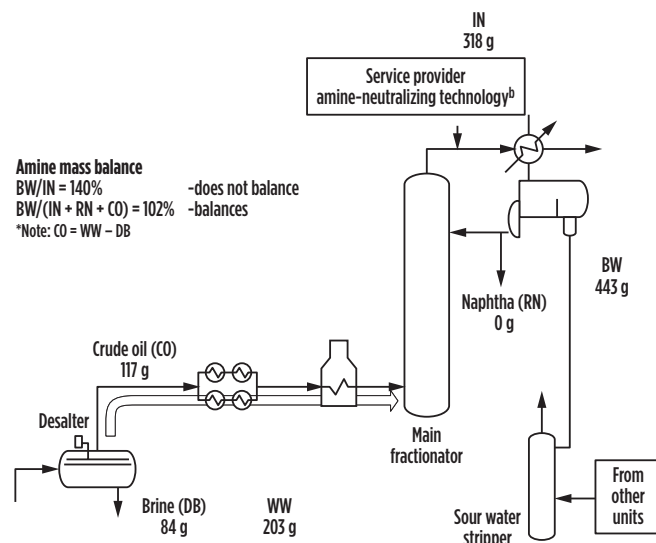 IN
318 g
Service provider
amine-neutralizing technologyᵇ
Amine mass balance
BW/IN = 140% -does not balance
BW/(IN + RN + CO) = 102% -balances
*Note: CO = WW – DB
BW
443 g
Naphtha (RN)
0 g
Crude oil (CO)
117 g
Desalter
Main
fractionator
Brine (DB)
84 g
WW
203 g
Sour water
stripper
From
other
units